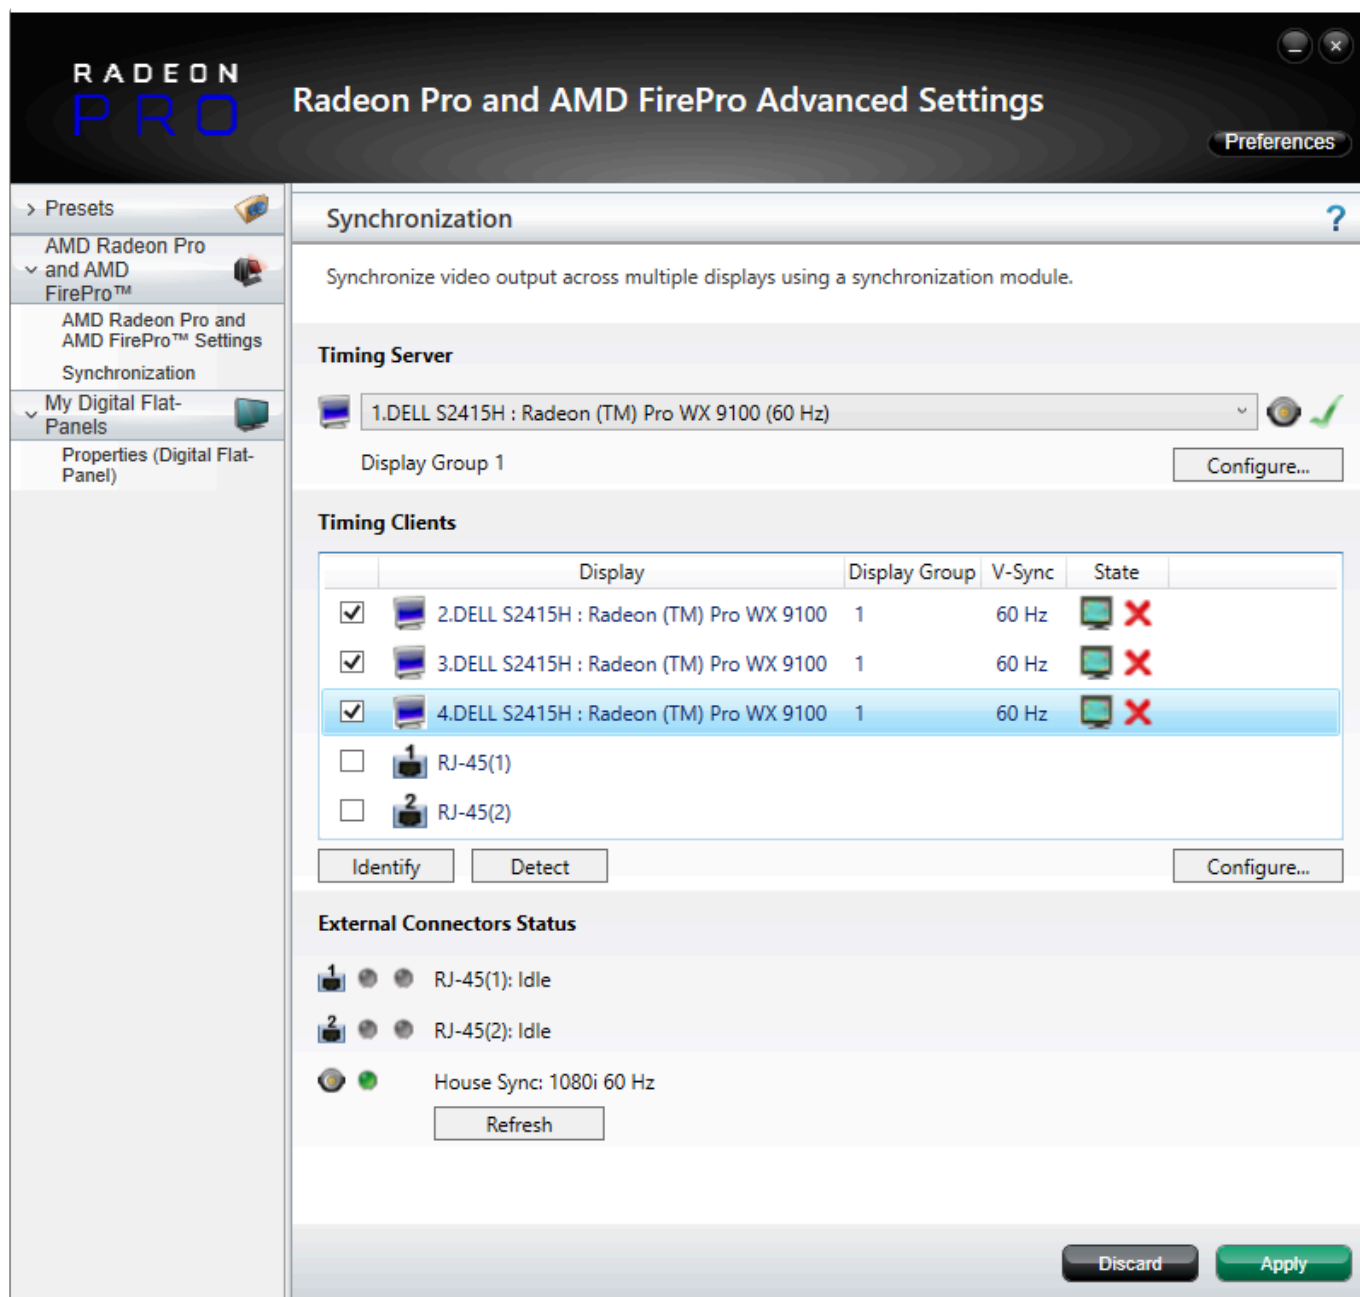 RADEON
PRO
Radeon Pro and AMD FirePro Advanced Settings
Preferences
Presets
AMD Radeon Pro
and AMD
FirePro™
AMD Radeon Pro and
AMD FirePro™ Settings
Synchronization
My Digital Flat-
Panels
Properties (Digital Flat-
Panel)
Synchronization
?
Synchronize video output across multiple displays using a synchronization module.
Timing Server
1.DELL S2415H : Radeon (TM) Pro WX 9100 (60 Hz)
Display Group 1
Configure...
Timing Clients
Display Display Group V-Sync State
2.DELL S2415H : Radeon (TM) Pro WX 9100 1 60 Hz
3.DELL S2415H : Radeon (TM) Pro WX 9100 1 60 Hz
4.DELL S2415H : Radeon (TM) Pro WX 9100 1 60 Hz
1 RJ-45(1)
2 RJ-45(2)
Identify Detect Configure...
External Connectors Status
1 RJ-45(1): Idle
2 RJ-45(2): Idle
House Sync: 1080i 60 Hz
Refresh
Discard Apply